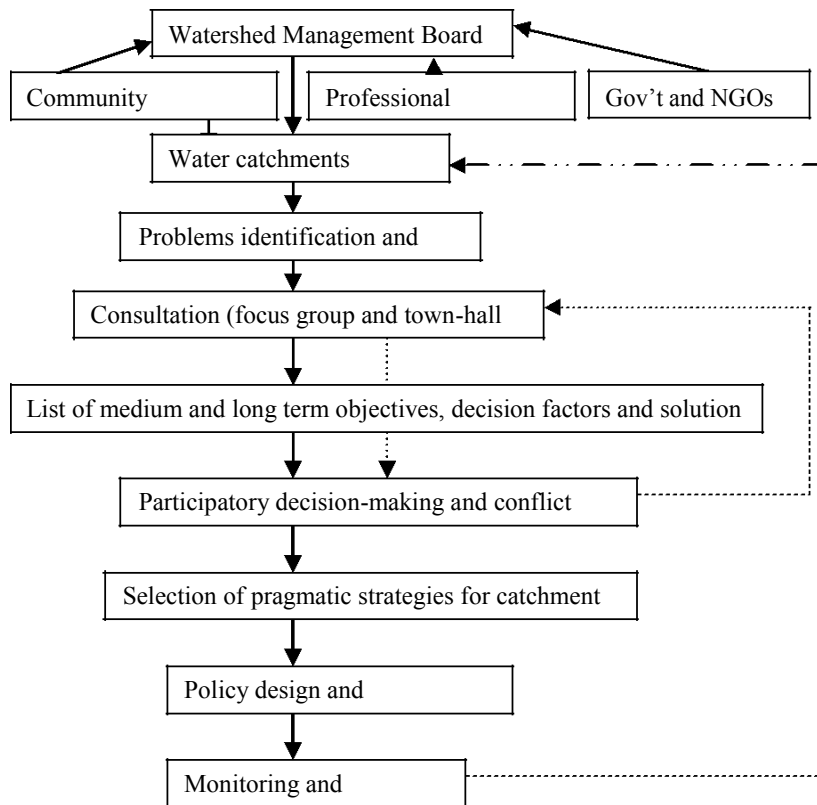 Watershed Management Board
Community
Professional
Gov't and NGOs
Water catchments
Problems identification and
Consultation (focus group and town-hall
List of medium and long term objectives, decision factors and solution
Participatory decision-making and conflict
Selection of pragmatic strategies for catchment
Policy design and
Monitoring and